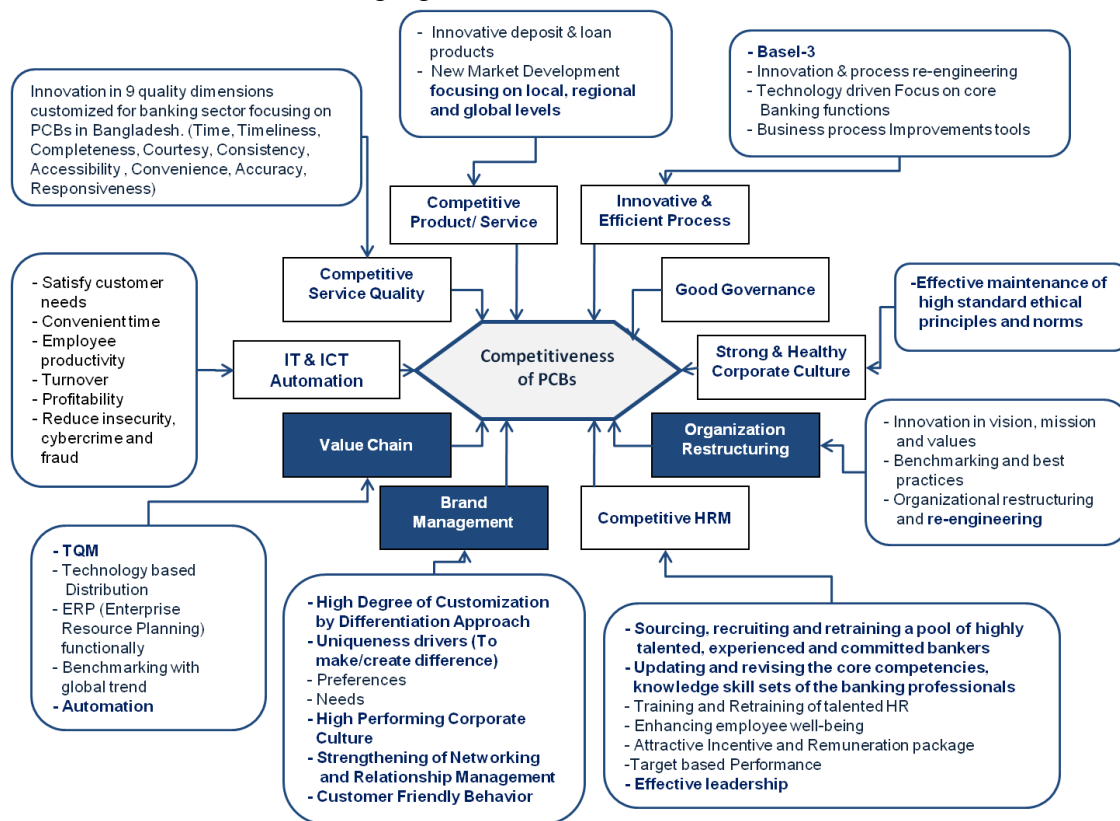 - Innovative deposit & loan
products
- New Market Development
focusing on local, regional
and global levels
- Basel-3
- Innovation & process re-engineering
- Technology driven Focus on core
Banking functions
- Business process Improvements tools
Innovation in 9 quality dimensions
customized for banking sector focusing on
PCBs in Bangladesh. (Time, Timeliness,
Completeness, Courtesy, Consistency,
Accessibility , Convenience, Accuracy,
Responsiveness)
Competitive
Product/ Service
Innovative &
Efficient Process
Competitive
Service Quality
Good Governance
-Effective maintenance of
high standard ethical
principles and norms
- Satisfy customer
needs
- Convenient time
- Employee
productivity
- Turnover
- Profitability
- Reduce insecurity,
cybercrime and
fraud
IT & ICT
Automation
Competitiveness
of PCBs
Strong & Healthy
Corporate Culture
Value Chain
Organization
Restructuring
- Innovation in vision, mission
and values
- Benchmarking and best
practices
- Organizational restructuring
and re-engineering
Brand
Management
Competitive HRM
- TQM
- Technology based
Distribution
- ERP (Enterprise
Resource Planning)
functionally
- Benchmarking with
global trend
- Automation
- High Degree of Customization
by Differentiation Approach
- Uniqueness drivers (To
make/create difference)
- Preferences
- Needs
- High Performing Corporate
Culture
- Strengthening of Networking
and Relationship Management
- Customer Friendly Behavior
- Sourcing, recruiting and retraining a pool of highly
talented, experienced and committed bankers
- Updating and revising the core competencies,
knowledge skill sets of the banking professionals
- Training and Retraining of talented HR
- Enhancing employee well-being
- Attractive Incentive and Remuneration package
-Target based Performance
- Effective leadership